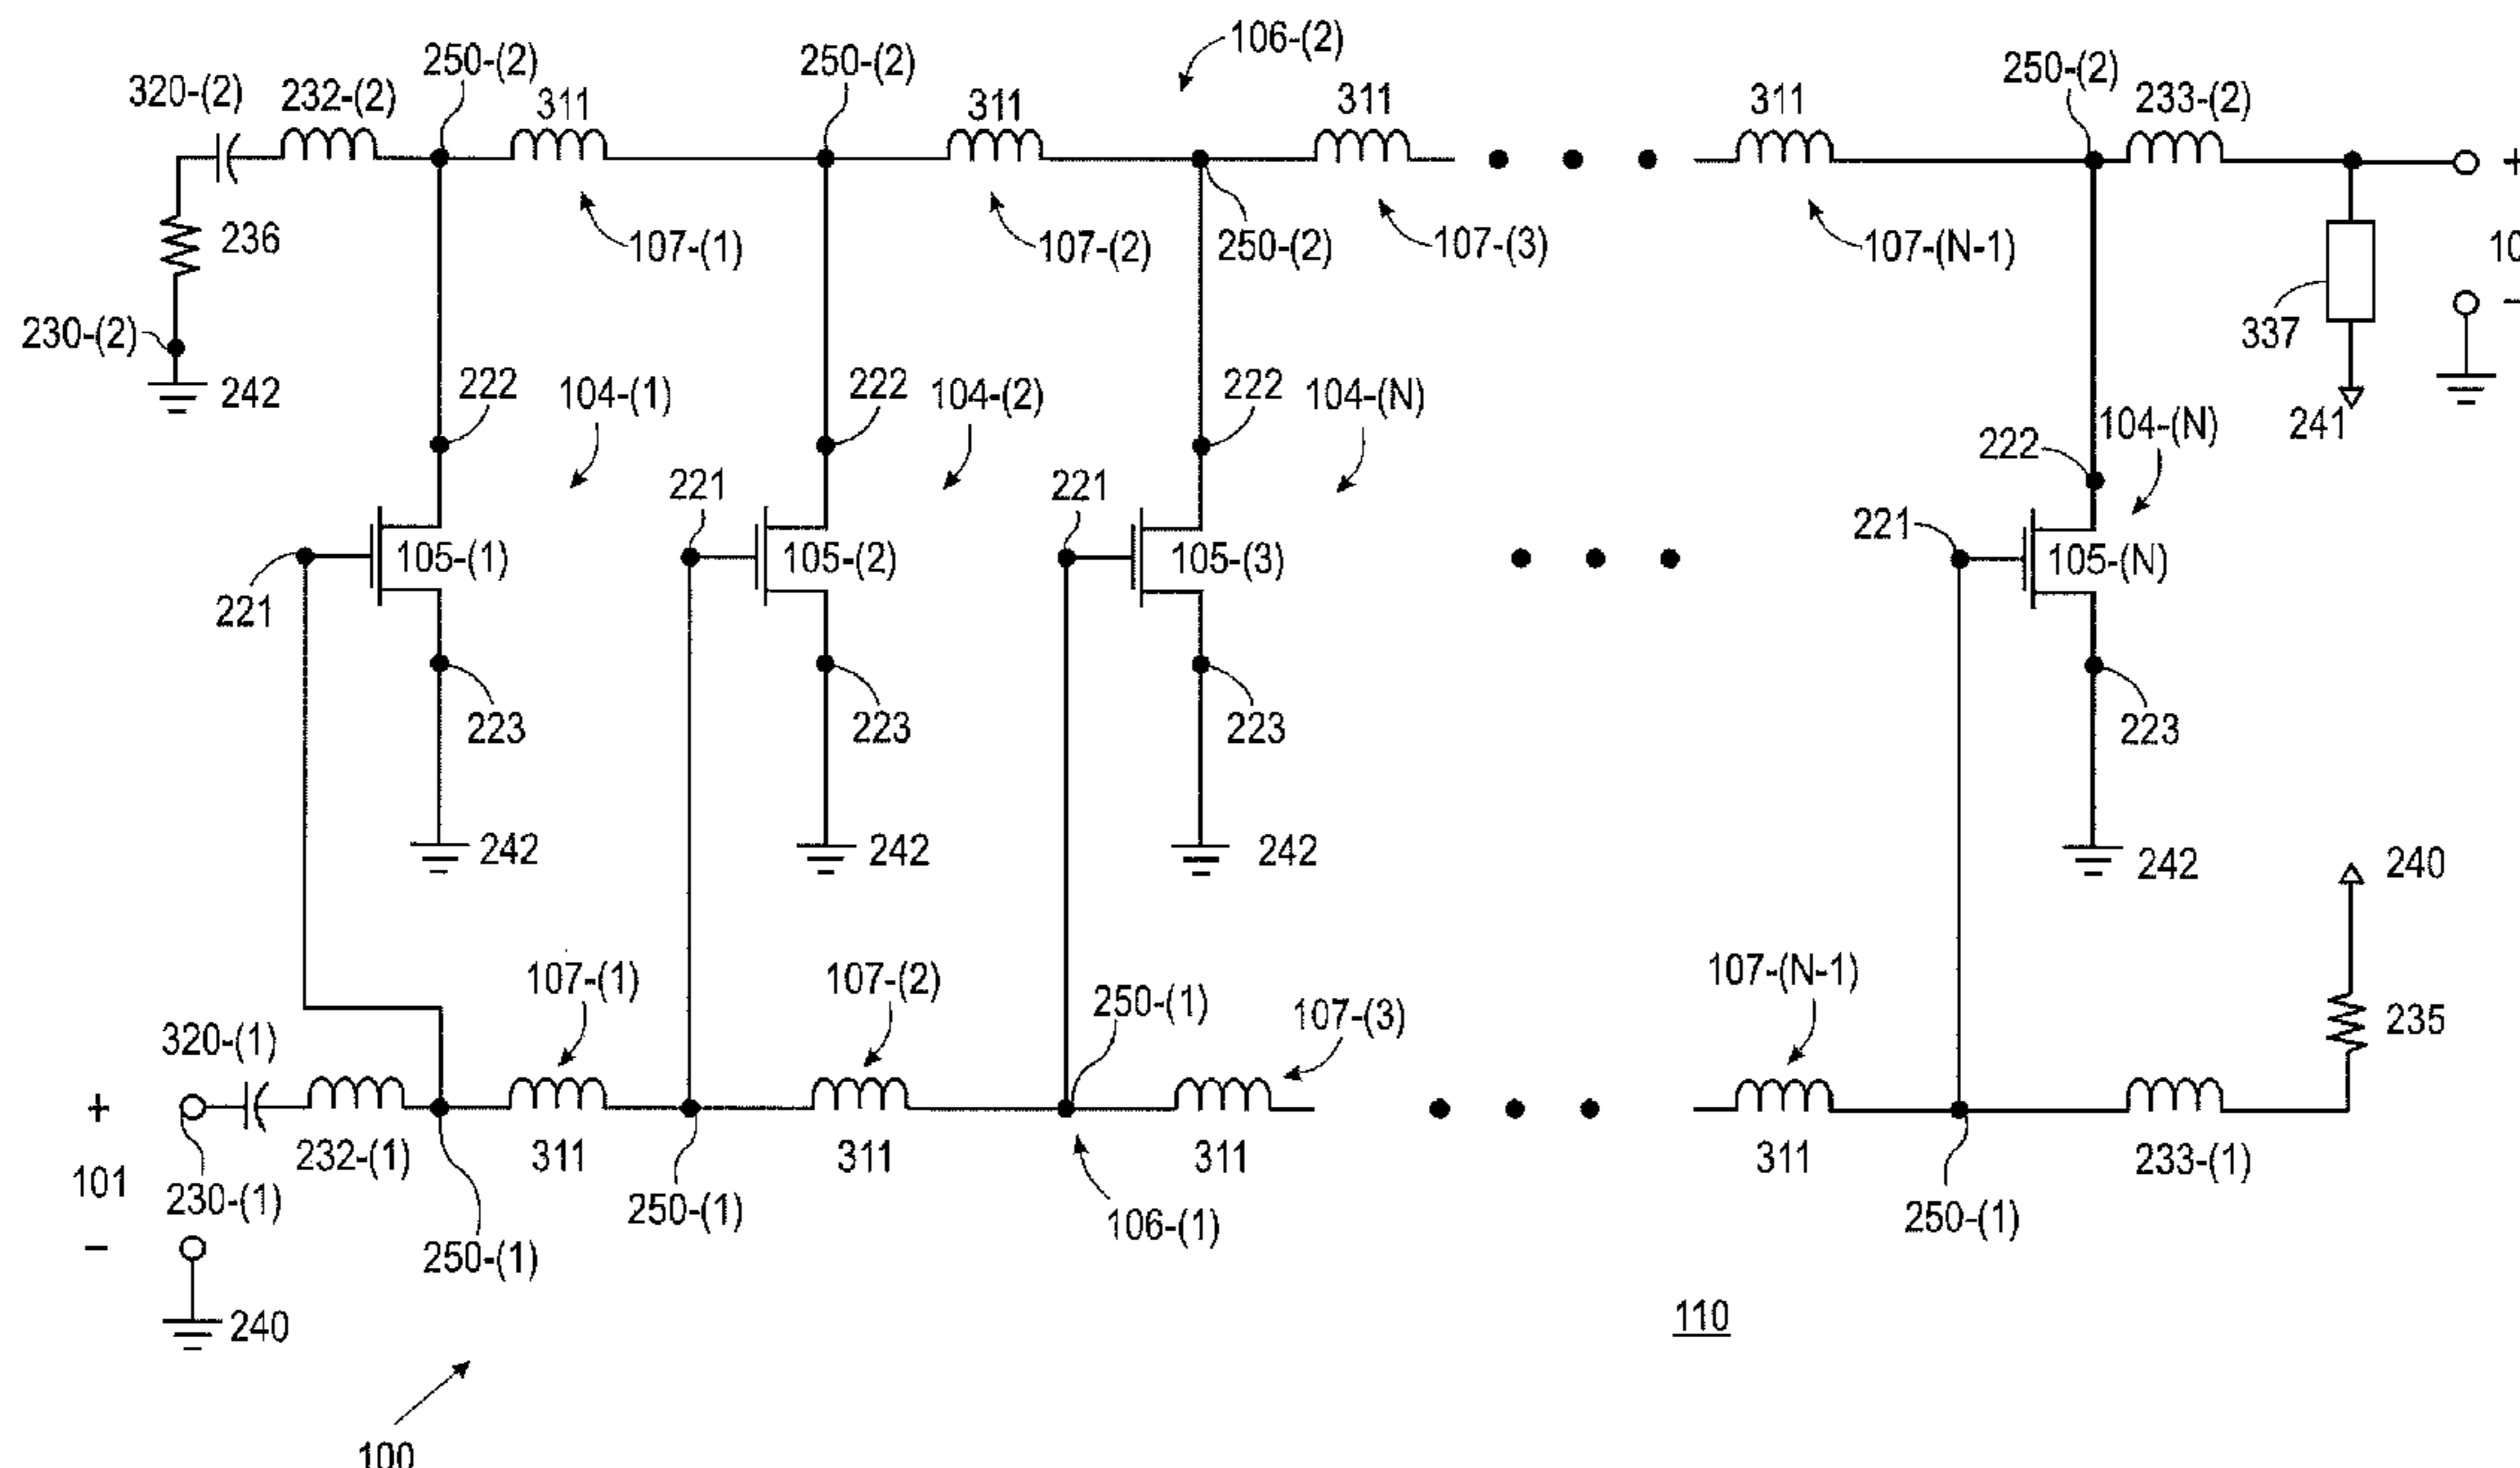 106-(2)
320-(2) 232-(2) 250-(2) 311 250-(2) 311 311 311 250-(2) 233-(2)
+
236 107-(1) 107-(2) 250-(2) 107-(3) 107-(N-1)
230-(2) 337
-
242 222 104-(1) 222 104-(2) 222 104-(N) 222 104-(N) 241
221 221 221
105-(1) 105-(2) 105-(3) 105-(N)
221
223 223 223 223
242 242 242 242 240
107-(1) 107-(2) 250-(1) 107-(3) 107-(N-1) 235
320-(1)
+
101 232-(1) 311 311 311 311 233-(1)
230-(1) 250-(1) 106-(1) 250-(1)
- 250-(1)
240 110
100